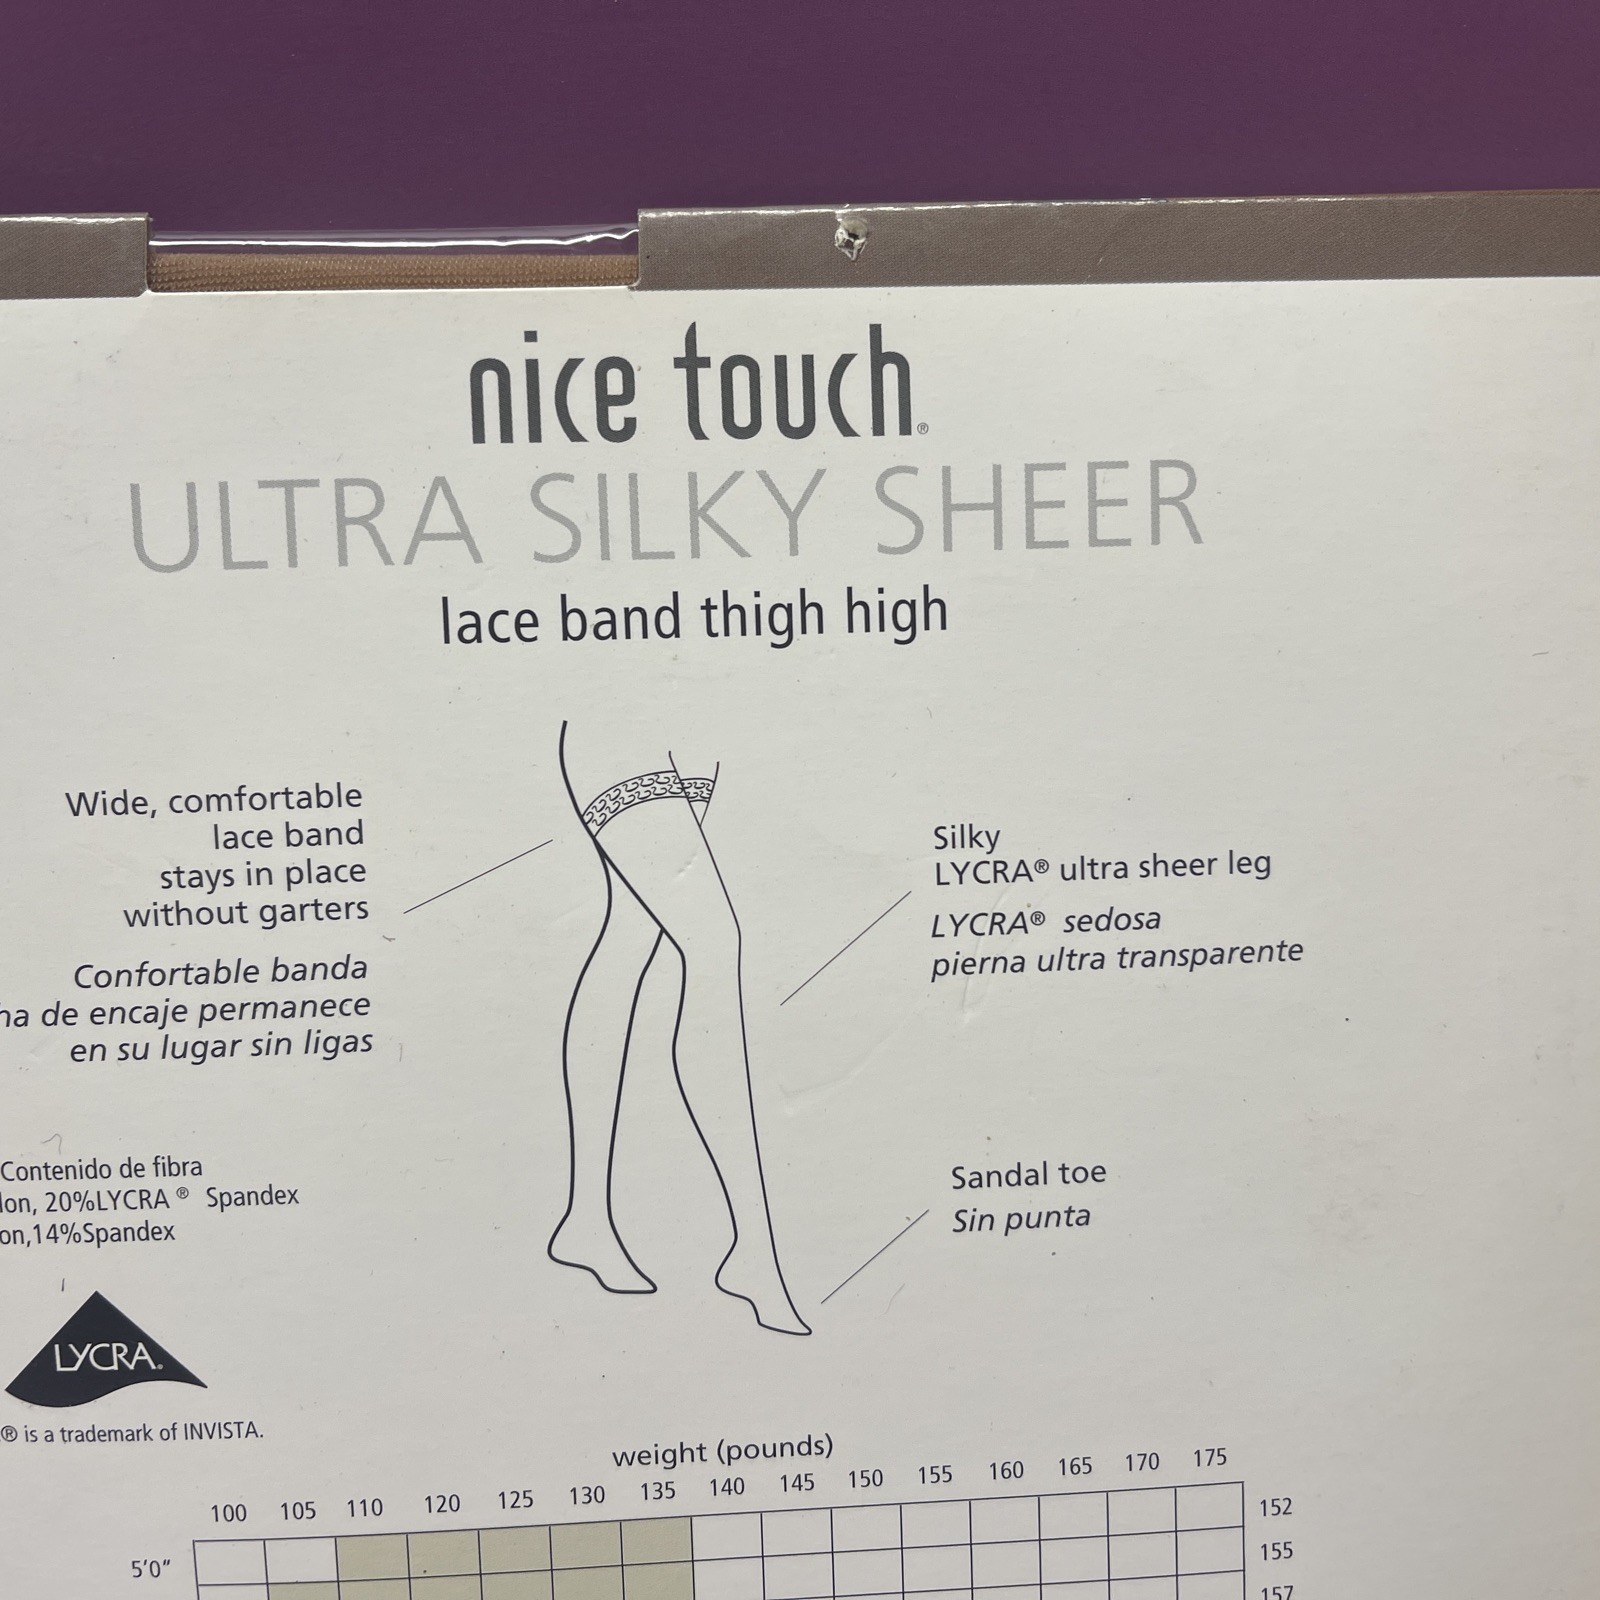 nice touch®
ULTRA SILKY SHEER
lace band thigh high
Wide, comfortable
lace band
stays in place
without garters
Confortable banda
de encaje permanece
en su lugar sin ligas
Silky
LYCRA® ultra sheer leg
LYCRA® sedosa
pierna ultra transparente
Contenido de fibra
20%LYCRA® Spandex
14%Spandex
Sandal toe
Sin punta
LYCRA.
® is a trademark of INVISTA.
weight (pounds)
100 105 110 120 125 130 135 140 145 150 155 160 165 170 175
152
5'0" 155
157